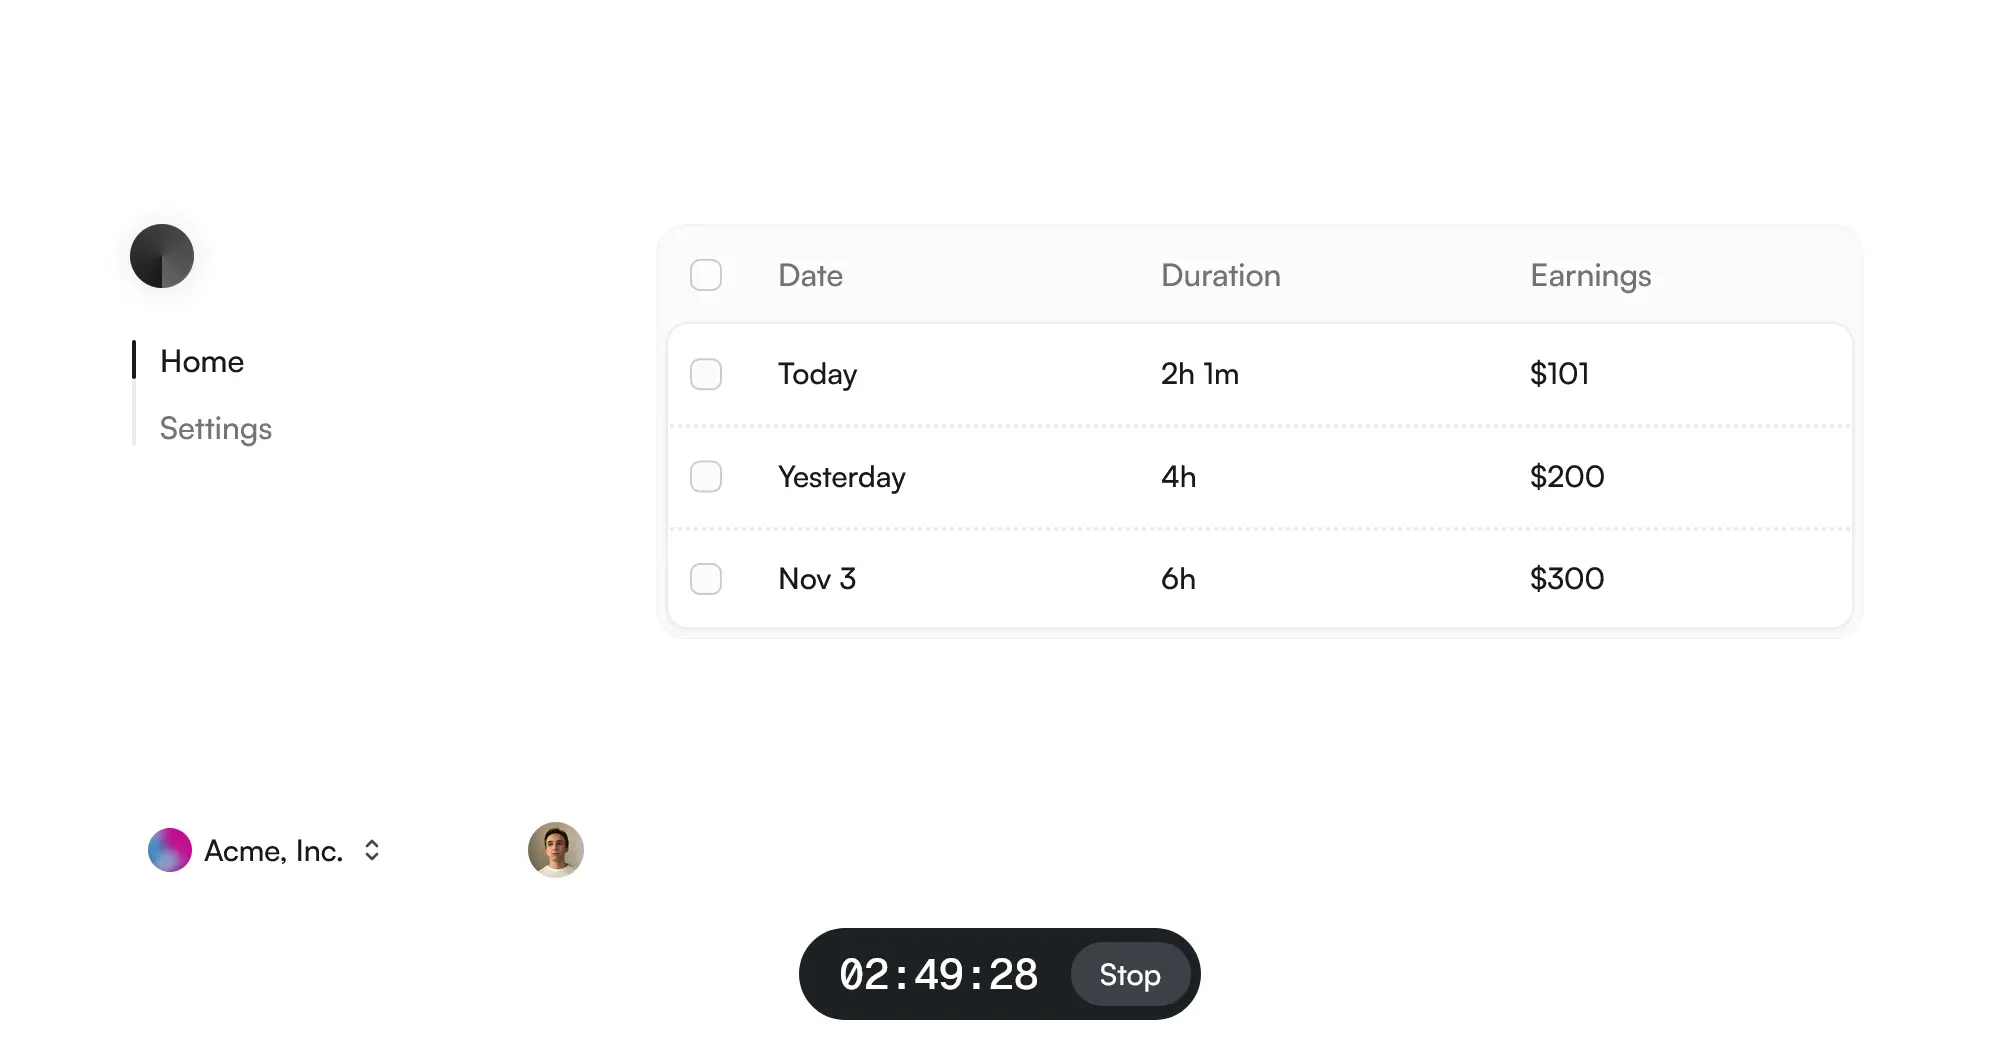 Home
Settings
Date Duration Earnings
Today 2h 1m $101
Yesterday 4h $200
Nov 3 6h $300
Acme, Inc.
02:49:28 Stop